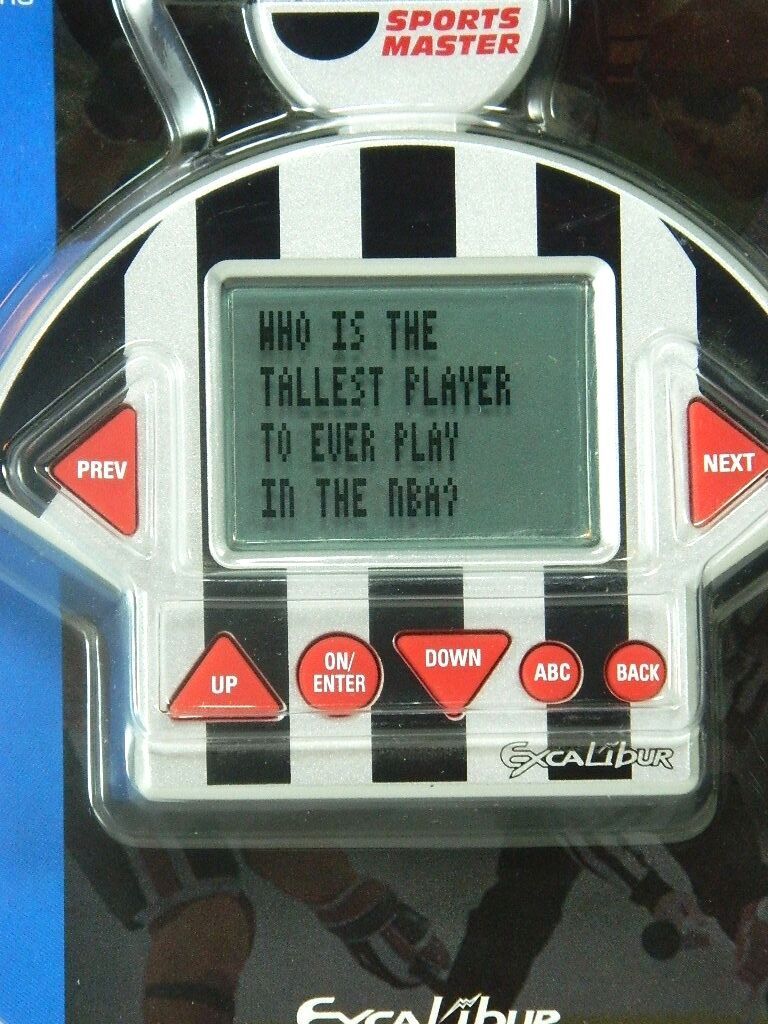 SPORTS
MASTER
WHO IS THE
TALLEST PLAYER
TO EVER PLAY
IN THE NBA?
PREV
NEXT
UP
ON/
ENTER
DOWN
ABC
BACK
EXCALIBUR
EXCALIBUR